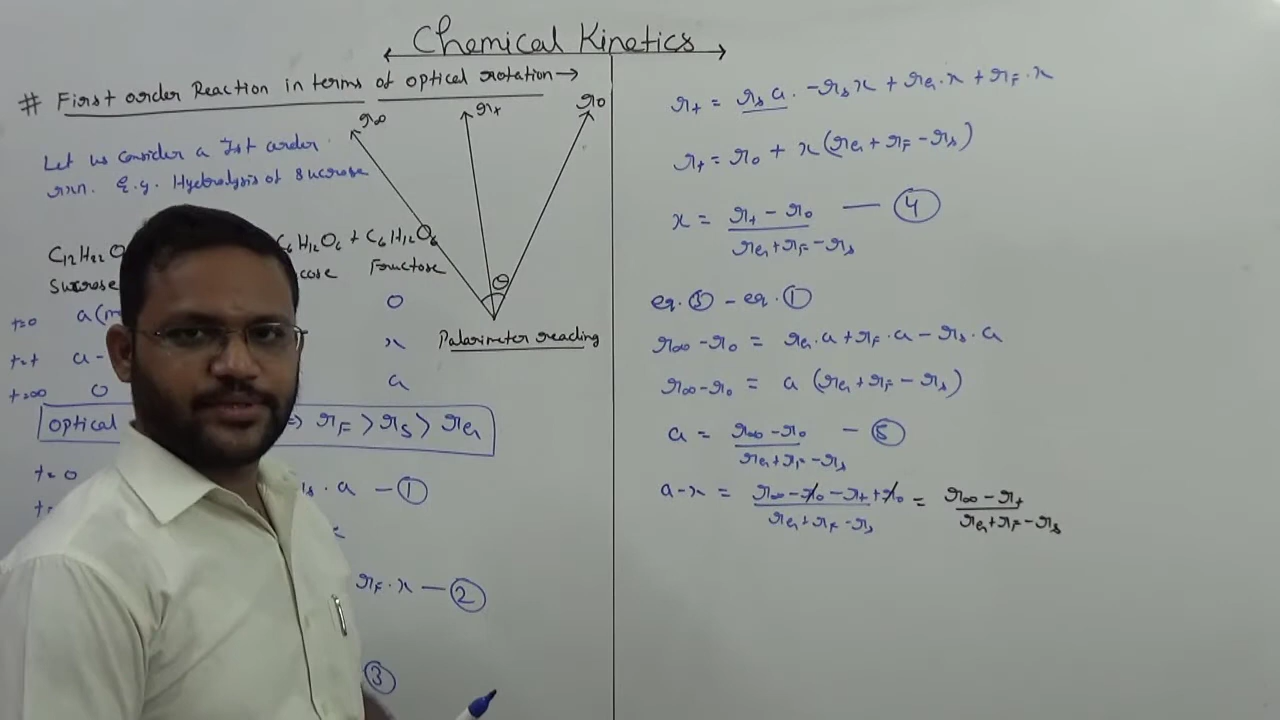 Chemical Kinetics
# First order Reaction in terms of optical rotation →
Let us consider a Ist order
rxn. E.g. Hydrolysis of sucrose
r∞ rt r0
θ
Polarimeter reading
C12H22O C6H12O6 + C6H12O6
Sucrose cose Fructose
t=0 a(m 0
t=t a- x
t=∞ 0 a
optical ⇒ rF > rs > rG
t=0 rs.a - ①
t=
rF.x — ②
③
rt = rs a. - rs x + rG.x + rF.x
rt = r0 + x(rG + rF - rs)
x = rt - r0 / rG + rF - rs — ④
eq. ③ - eq. ①
r∞ - r0 = rG.a + rF.a - rs.a
r∞ - r0 = a (rG + rF - rs)
a = r∞ - r0 / rG + rF - rs - ⑤
a-x = r∞ - r0 - rt + r0 / rG + rF - rs = r∞ - rt / rG + rF - rs